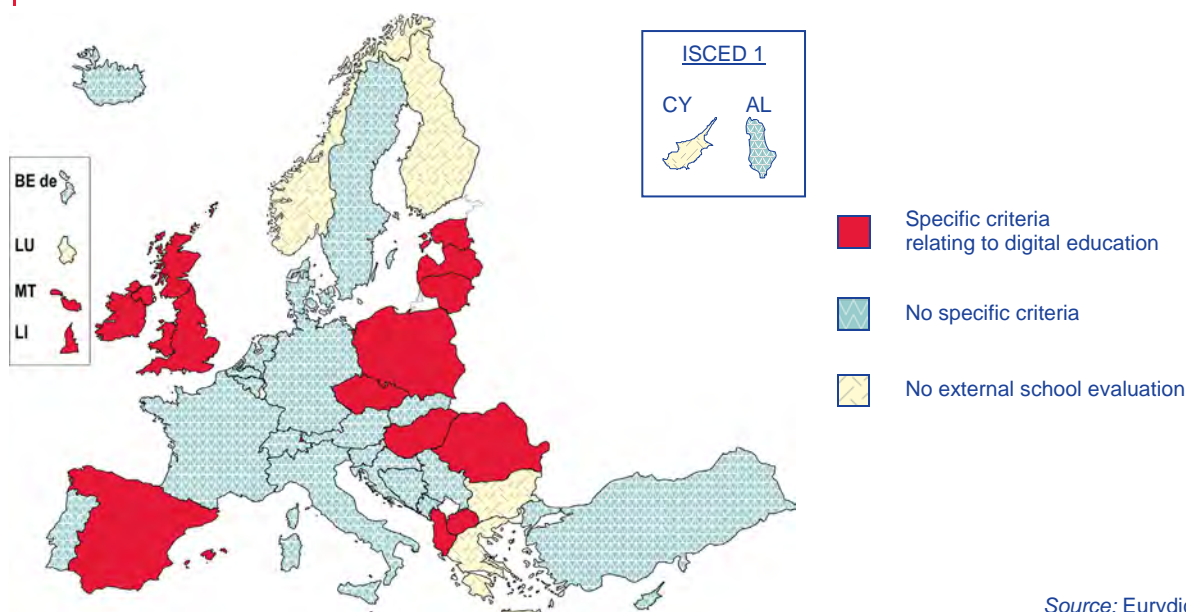 ISCED 1
CY AL
BE de
LU
MT
LI
Specific criteria
relating to digital education
No specific criteria
No external school evaluation
Source: